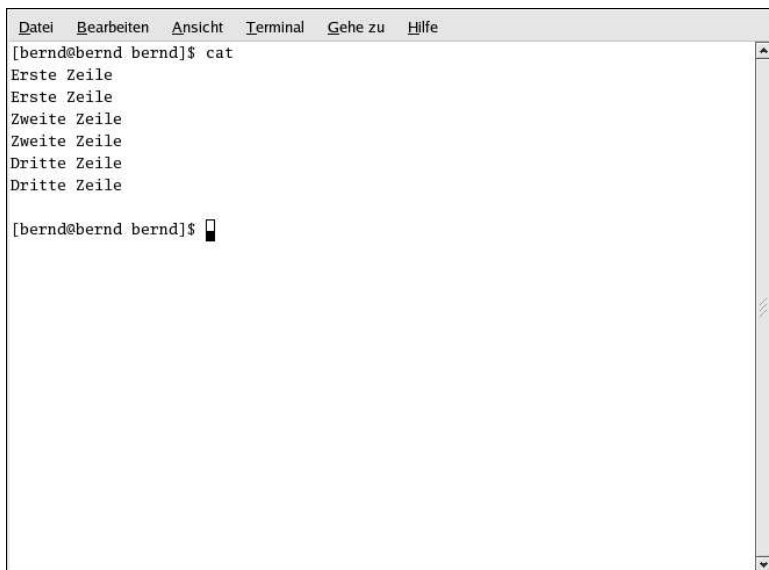 Datei Bearbeiten Ansicht Terminal Gehe zu Hilfe
[bernd@bernd bernd]$ cat
Erste Zeile
Erste Zeile
Zweite Zeile
Zweite Zeile
Dritte Zeile
Dritte Zeile
[bernd@bernd bernd]$